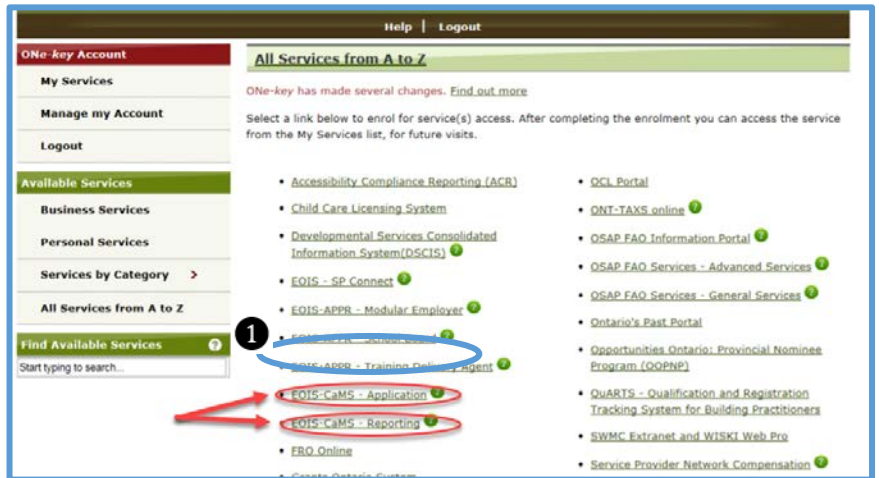 Help | Logout
ONe-key Account
My Services
Manage my Account
Logout
Available Services
Business Services
Personal Services
Services by Category >
All Services from A to Z
Find Available Services ?
Start typing to search...
All Services from A to Z
ONe-key has made several changes. Find out more
Select a link below to enrol for service(s) access. After completing the enrolment you can access the service
from the My Services list, for future visits.
• Accessibility Compliance Reporting (ACR)
• Child Care Licensing System
• Developmental Services Consolidated
Information System(DSCIS) ?
• EOIS - SP Connect ?
• EOIS-APPR - Modular Employer ?
1
• EOIS-APPR - Training Delivery Agent ?
• EOIS-CaMS - Application ?
• EOIS-CaMS - Reporting ?
• FRO Online
• Grants Ontario System
• OCL Portal
• ONT-TAXS online ?
• OSAP FAO Information Portal ?
• OSAP FAO Services - Advanced Services ?
• OSAP FAO Services - General Services ?
• Ontario's Past Portal
• Opportunities Ontario: Provincial Nominee
Program (OOPNP)
• QuARTS - Qualification and Registration
Tracking System for Building Practitioners
• SWMC Extranet and WISKI Web Pro
• Service Provider Network Compensation ?